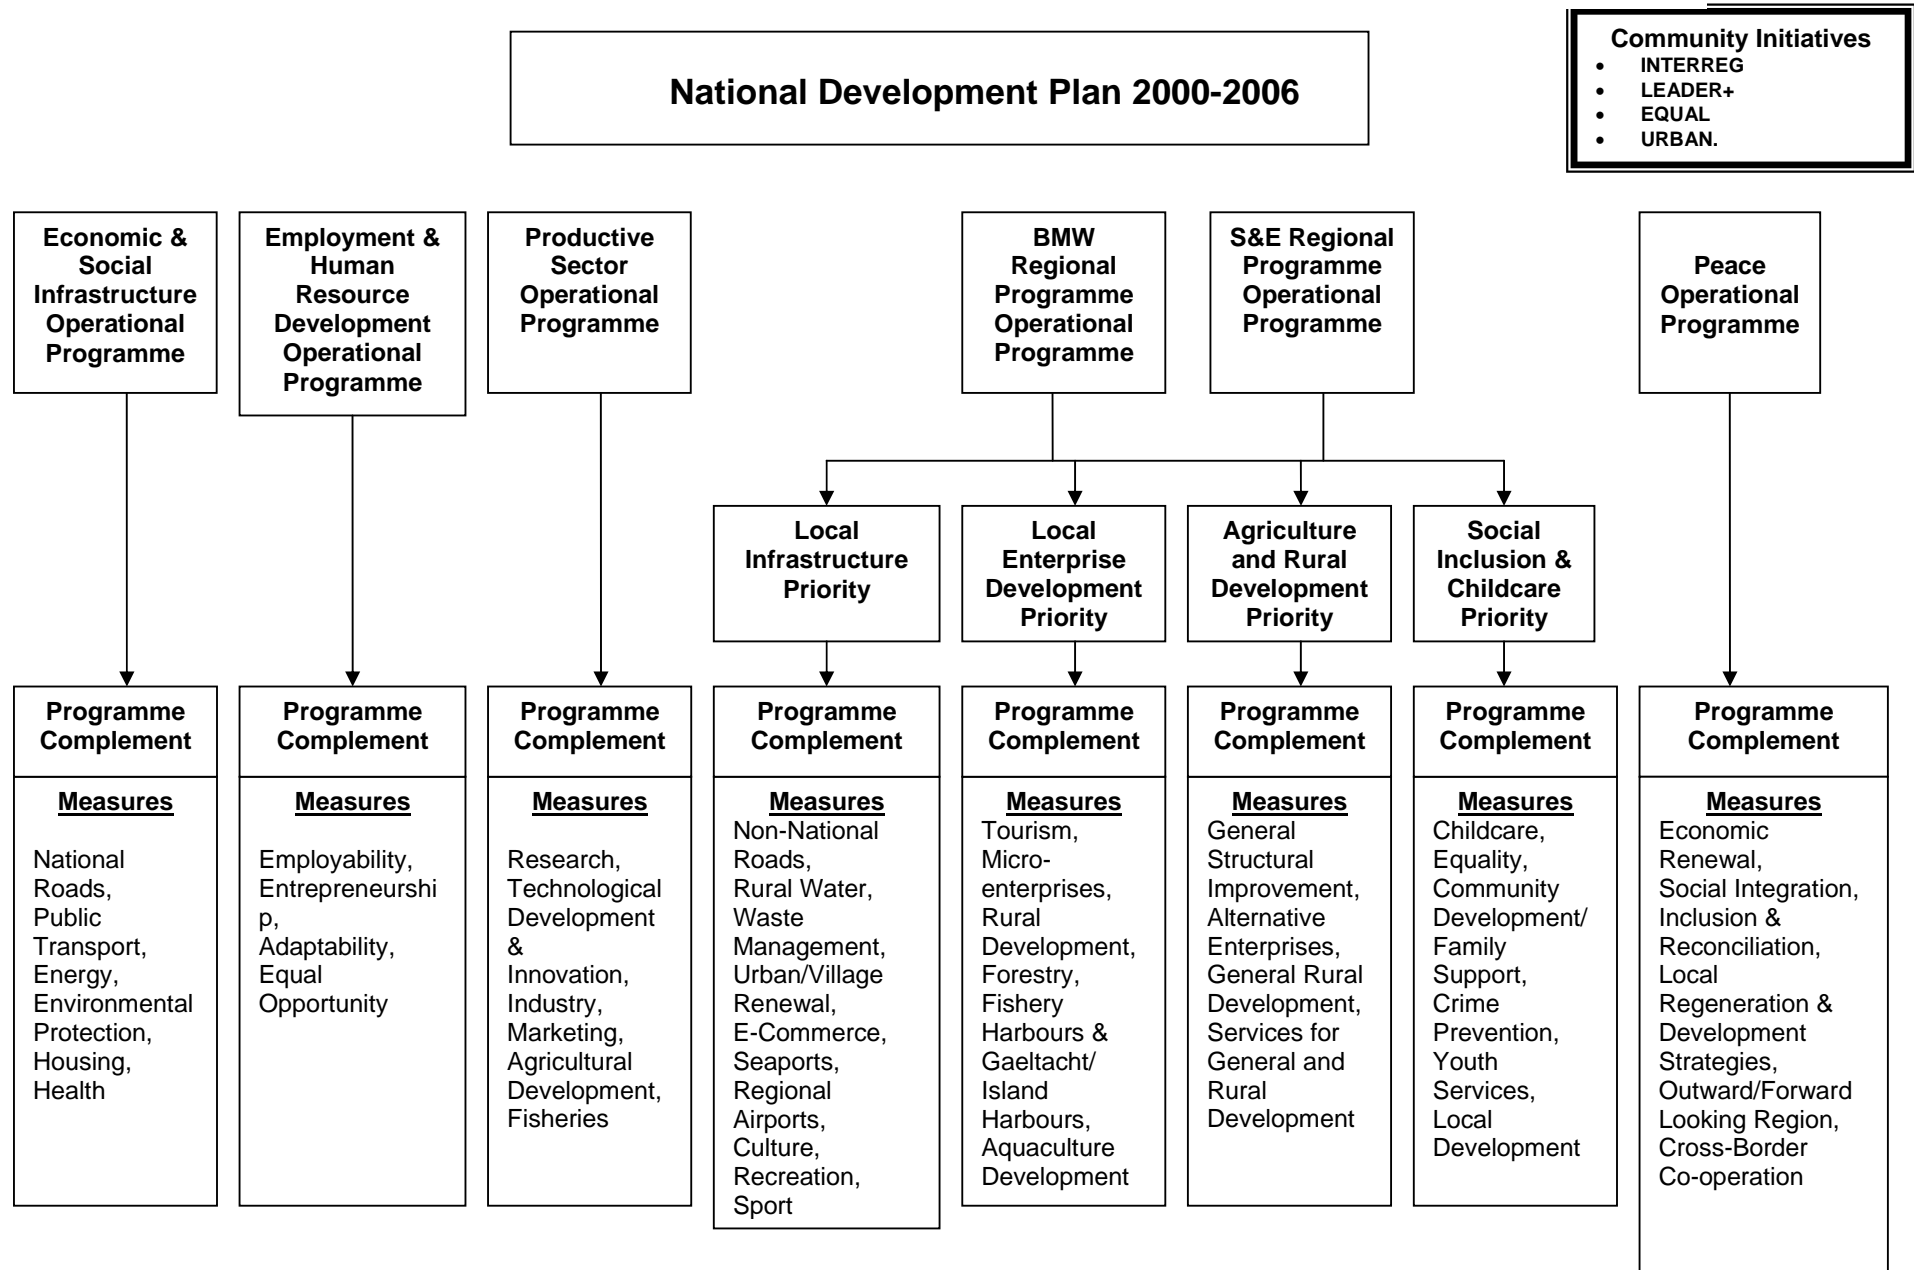 National Development Plan 2000-2006
Community Initiatives
• INTERREG
• LEADER+
• EQUAL
• URBAN.
Economic &
Social
Infrastructure
Operational
Programme
Employment &
Human
Resource
Development
Operational
Programme
Productive
Sector
Operational
Programme
BMW
Regional
Programme
Operational
Programme
S&E Regional
Programme
Operational
Programme
Peace
Operational
Programme
Local
Infrastructure
Priority
Local
Enterprise
Development
Priority
Agriculture
and Rural
Development
Priority
Social
Inclusion &
Childcare
Priority
Programme
Complement
Measures
National
Roads,
Public
Transport,
Energy,
Environmental
Protection,
Housing,
Health
Programme
Complement
Measures
Employability,
Entrepreneurshi
p,
Adaptability,
Equal
Opportunity
Programme
Complement
Measures
Research,
Technological
Development
&
Innovation,
Industry,
Marketing,
Agricultural
Development,
Fisheries
Programme
Complement
Measures
Non-National
Roads,
Rural Water,
Waste
Management,
Urban/Village
Renewal,
E-Commerce,
Seaports,
Regional
Airports,
Culture,
Recreation,
Sport
Programme
Complement
Measures
Tourism,
Micro-
enterprises,
Rural
Development,
Forestry,
Fishery
Harbours &
Gaeltacht/
Island
Harbours,
Aquaculture
Development
Programme
Complement
Measures
General
Structural
Improvement,
Alternative
Enterprises,
General Rural
Development,
Services for
General and
Rural
Development
Programme
Complement
Measures
Childcare,
Equality,
Community
Development/
Family
Support,
Crime
Prevention,
Youth
Services,
Local
Development
Programme
Complement
Measures
Economic
Renewal,
Social Integration,
Inclusion &
Reconciliation,
Local
Regeneration &
Development
Strategies,
Outward/Forward
Looking Region,
Cross-Border
Co-operation